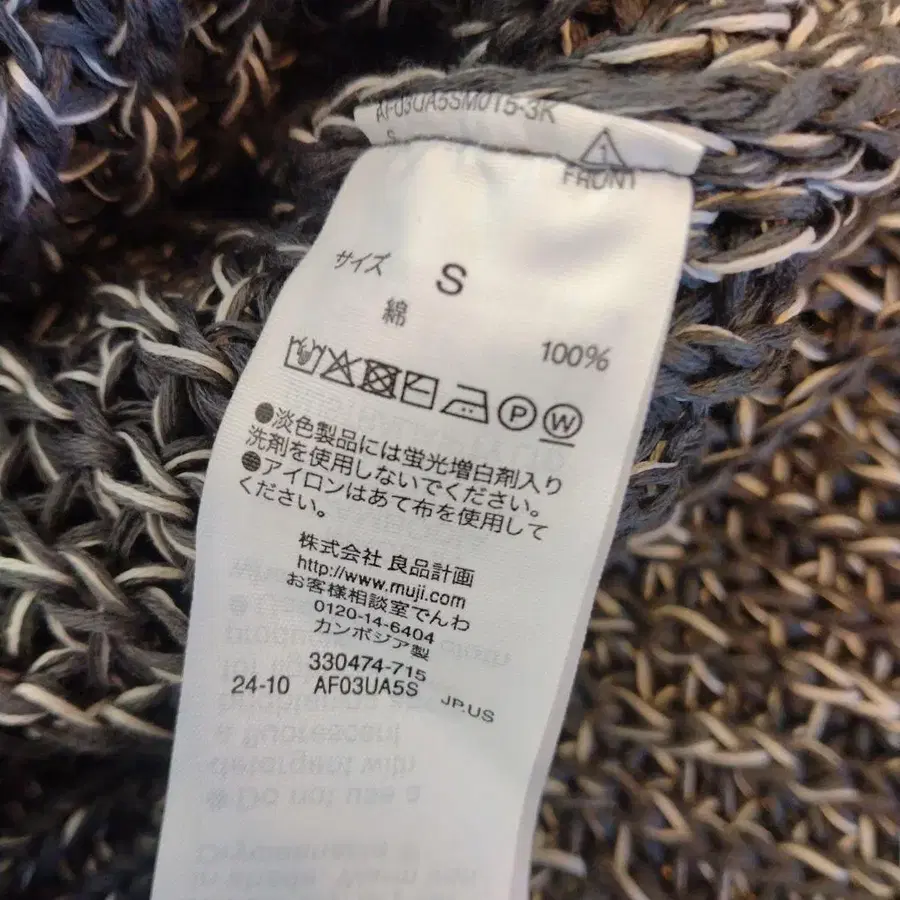 AF03UA5SM015-3K
S
1
FRONT
サイズ S
綿 100%
P W
●淡色製品には蛍光増白剤入り
洗剤を使用しないでください。
●アイロンはあて布を使用して
ください。
株式会社 良品計画
http://www.muji.com
お客様相談室でんわ
0120-14-6404
カンボジア製
330474-715
24-10 AF03UA5S JP.US